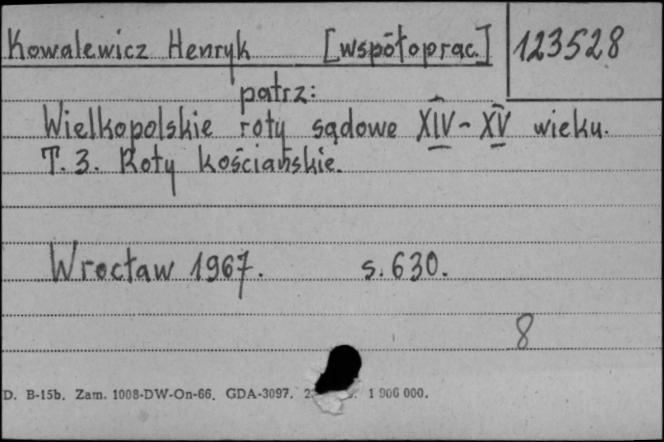 Kowalewicz Henryk [współoprac.] 123528
patrz:
Wielkopolskie roty sądowe XIV-XV wieku.
T. 3. Roty kościańskie.
Wrocław 1967. s. 630.
8
D. B-15b. Zam. 1008-DW-On-66. GDA-3097. 1 906 000.